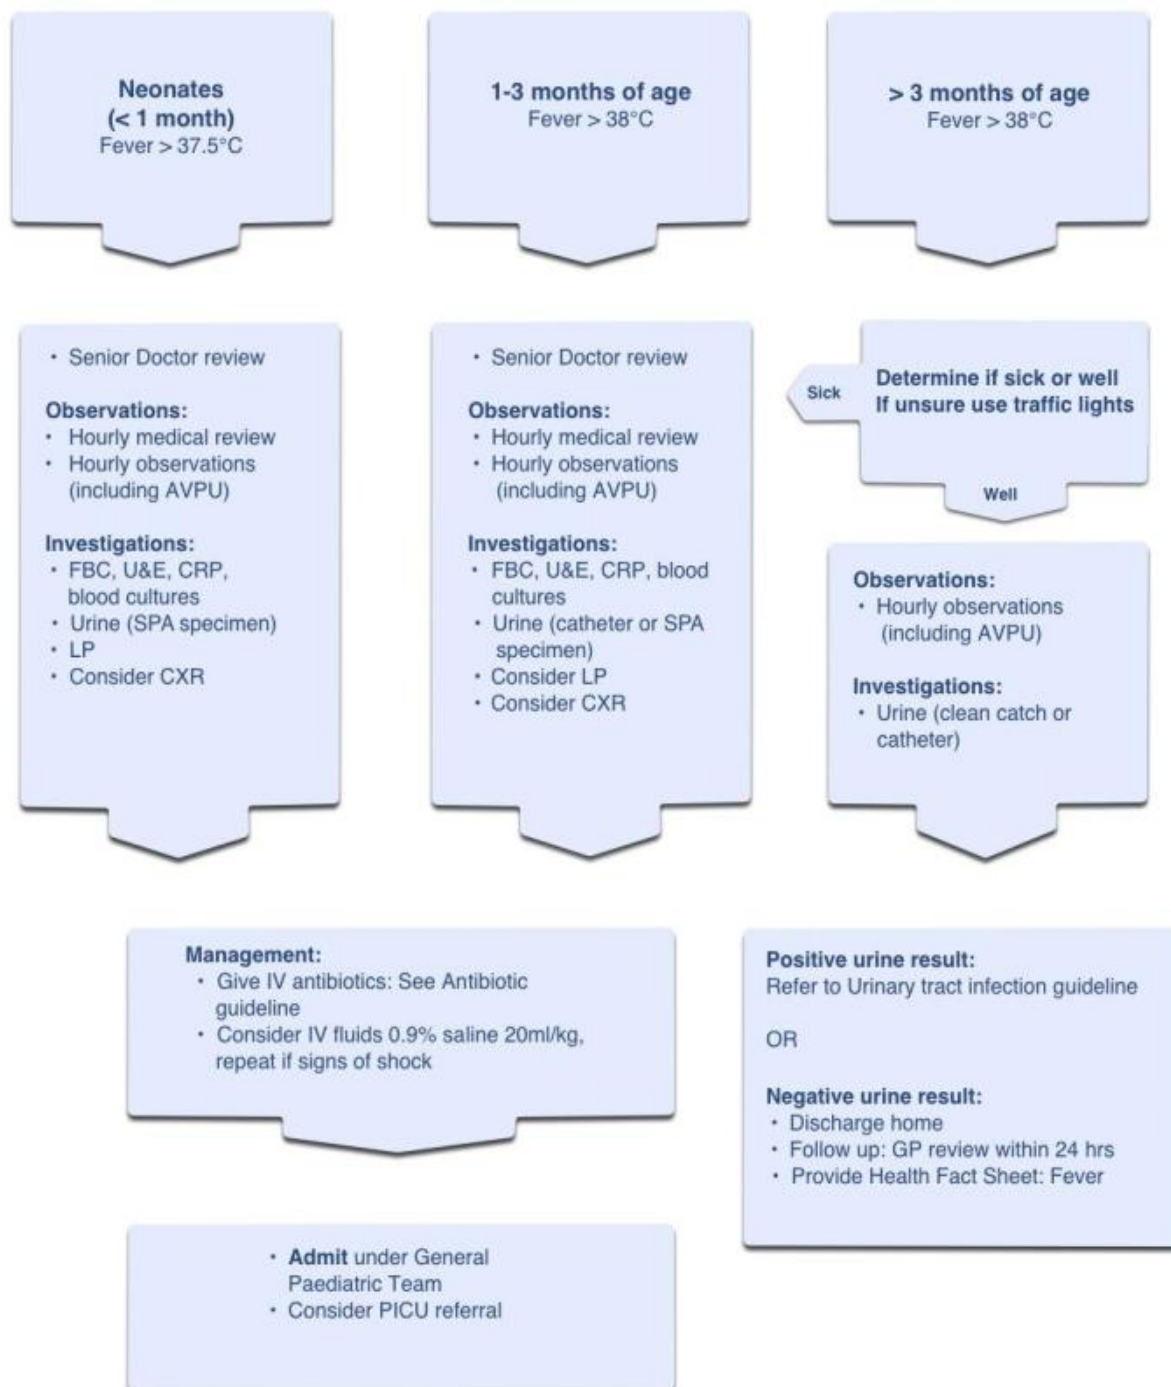 Neonates
(< 1 month)
Fever > 37.5°C
1-3 months of age
Fever > 38°C
> 3 months of age
Fever > 38°C
• Senior Doctor review
Observations:
• Hourly medical review
• Hourly observations
(including AVPU)
Investigations:
• FBC, U&E, CRP,
blood cultures
• Urine (SPA specimen)
• LP
• Consider CXR
• Senior Doctor review
Observations:
• Hourly medical review
• Hourly observations
(including AVPU)
Investigations:
• FBC, U&E, CRP, blood
cultures
• Urine (catheter or SPA
specimen)
• Consider LP
• Consider CXR
Sick
Determine if sick or well
If unsure use traffic lights
Well
Observations:
• Hourly observations
(including AVPU)
Investigations:
• Urine (clean catch or
catheter)
Management:
• Give IV antibiotics: See Antibiotic
guideline
• Consider IV fluids 0.9% saline 20ml/kg,
repeat if signs of shock
Positive urine result:
Refer to Urinary tract infection guideline
OR
Negative urine result:
• Discharge home
• Follow up: GP review within 24 hrs
• Provide Health Fact Sheet: Fever
• Admit under General
Paediatric Team
• Consider PICU referral